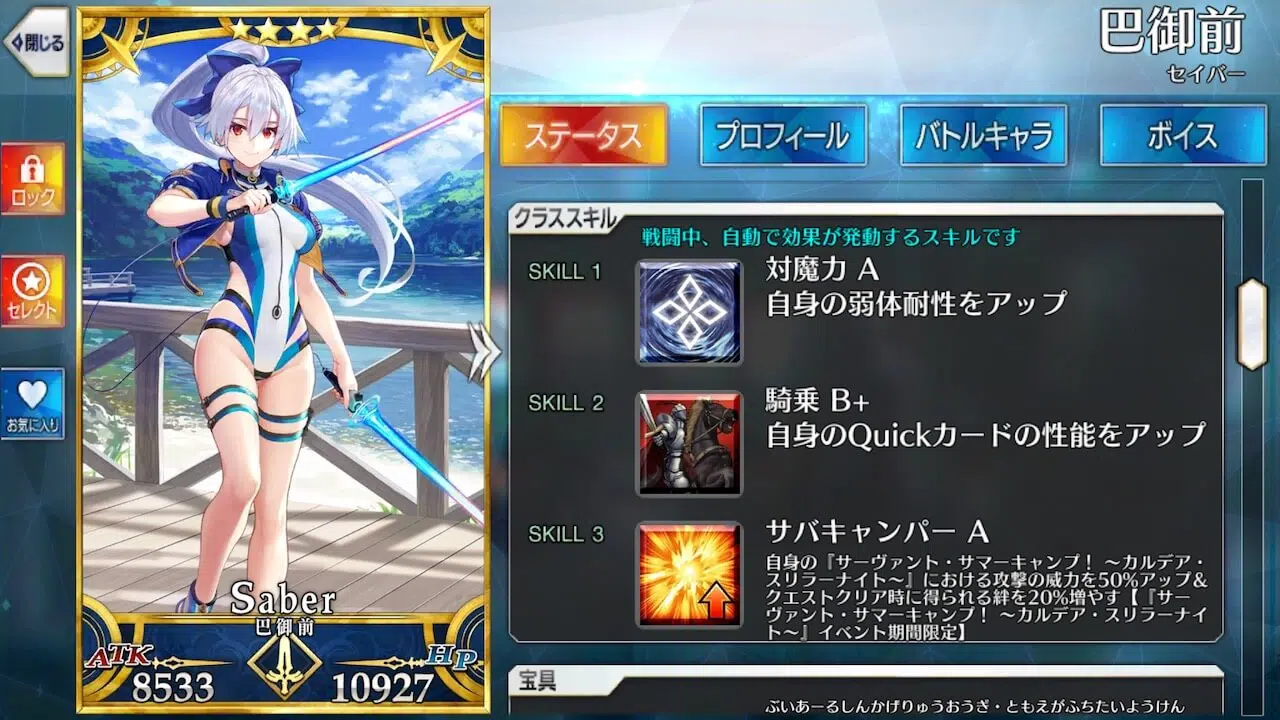 閉じる
巴御前
セイバー
ステータス
プロフィール
バトルキャラ
ボイス
ロック
セレクト
お気に入り
クラススキル
戦闘中、自動で効果が発動するスキルです
SKILL 1
対魔力 A
自身の弱体耐性をアップ
SKILL 2
騎乗 B+
自身のQuickカードの性能をアップ
SKILL 3
サバキャンパー A
自身の『サーヴァント・サマーキャンプ! ～カルデア・
スリラーナイト～』における攻撃の威力を50%アップ&
クエストクリア時に得られる絆を20%増やす【『サー
ヴァント・サマーキャンプ! ～カルデア・スリラーナイ
ト～』イベント期間限定】
Saber
巴御前
ATK
8533
HP
10927
宝具
ぶいあーるしんかげりゅうおうぎ・ともえがふちたいようけん